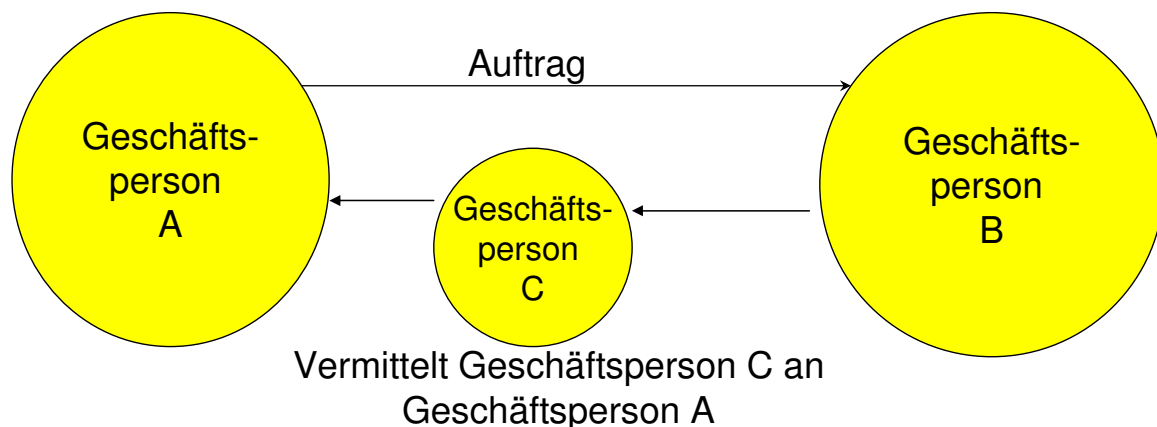 Auftrag
Geschäfts-
person
A
Geschäfts-
person
C
Geschäfts-
person
B
Vermittelt Geschäftsperson C an
Geschäftsperson A